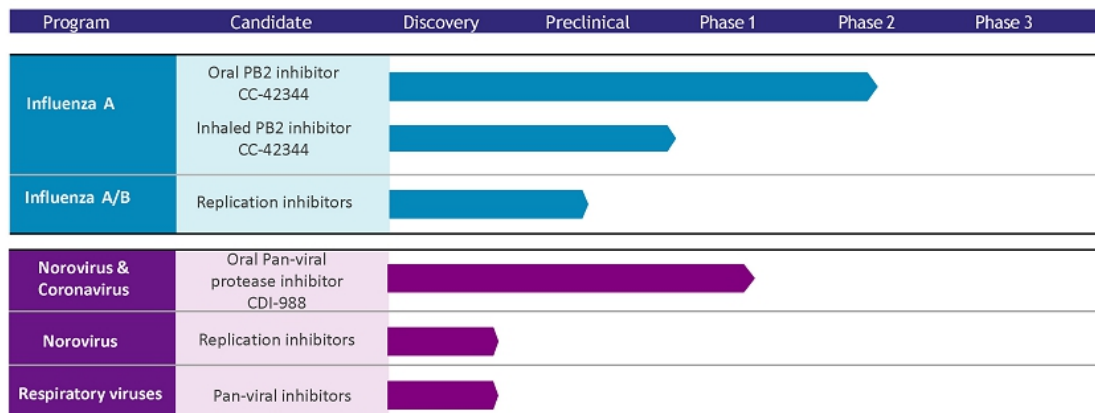 Program Candidate Discovery Preclinical Phase 1 Phase 2 Phase 3
Influenza A
Oral PB2 inhibitor
CC-42344
Inhaled PB2 inhibitor
CC-42344
Influenza A/B
Replication inhibitors
Norovirus &
Coronavirus
Oral Pan-viral
protease inhibitor
CDI-988
Norovirus
Replication inhibitors
Respiratory viruses
Pan-viral inhibitors